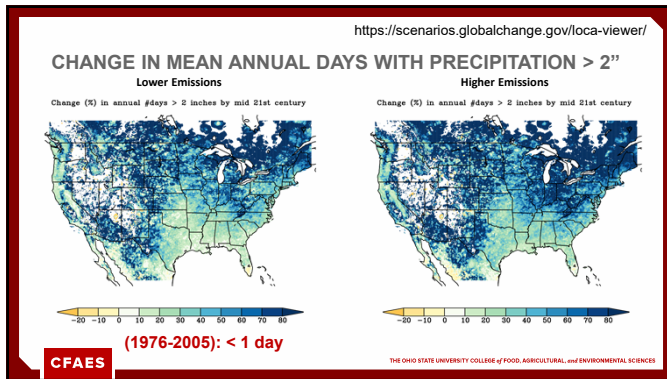 https://scenarios.globalchange.gov/loca-viewer/
CHANGE IN MEAN ANNUAL DAYS WITH PRECIPITATION > 2”
Lower Emissions
Higher Emissions
Change (%) in annual #days > 2 inches by mid 21st century
Change (%) in annual #days > 2 inches by mid 21st century
-20 -10 0 10 20 30 40 50 60 70 80
-20 -10 0 10 20 30 40 50 60 70 80
(1976-2005): < 1 day
CFAES
THE OHIO STATE UNIVERSITY COLLEGE of FOOD, AGRICULTURAL, and ENVIRONMENTAL SCIENCES